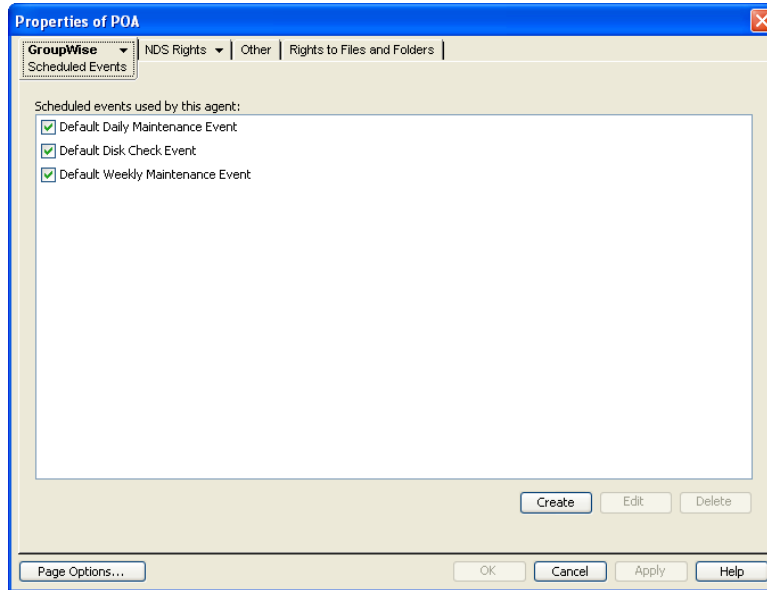 Properties of POA
GroupWise NDS Rights Other Rights to Files and Folders
Scheduled Events
Scheduled events used by this agent:
Default Daily Maintenance Event
Default Disk Check Event
Default Weekly Maintenance Event
Create Edit Delete
Page Options... OK Cancel Apply Help